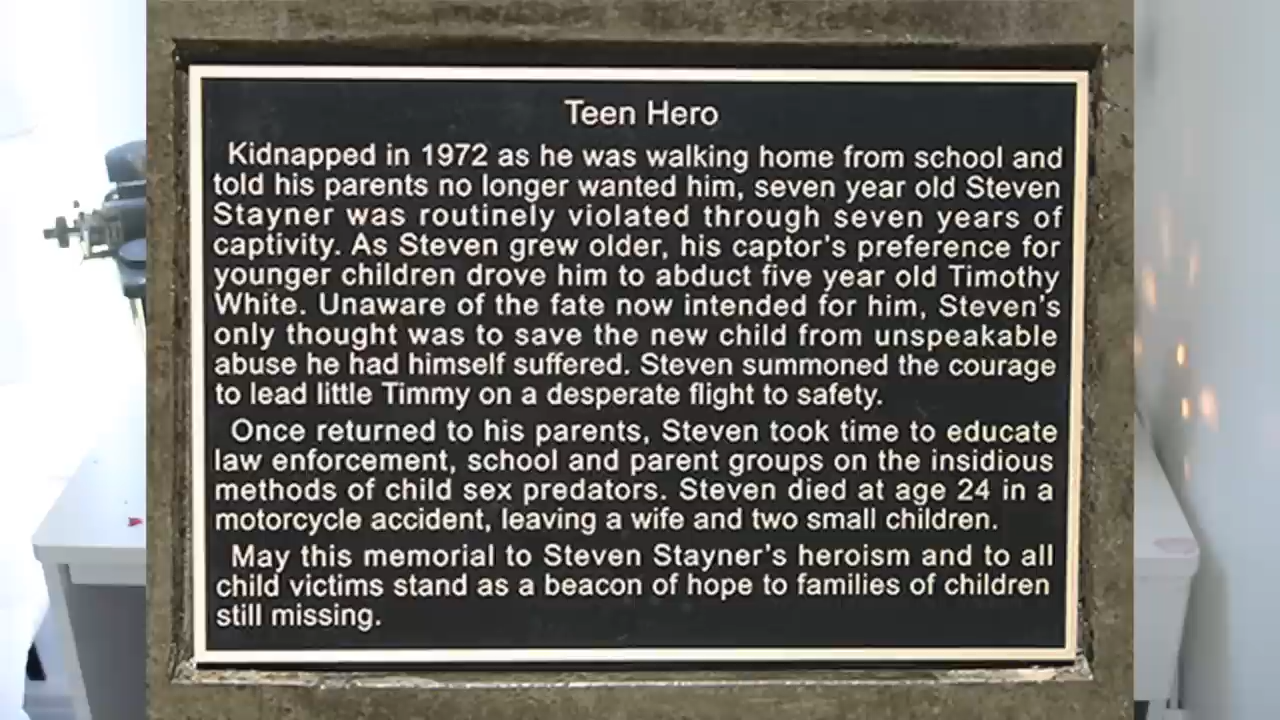 Teen Hero
Kidnapped in 1972 as he was walking home from school and
told his parents no longer wanted him, seven year old Steven
Stayner was routinely violated through seven years of
captivity. As Steven grew older, his captor's preference for
younger children drove him to abduct five year old Timothy
White. Unaware of the fate now intended for him, Steven's
only thought was to save the new child from unspeakable
abuse he had himself suffered. Steven summoned the courage
to lead little Timmy on a desperate flight to safety.
Once returned to his parents, Steven took time to educate
law enforcement, school and parent groups on the insidious
methods of child sex predators. Steven died at age 24 in a
motorcycle accident, leaving a wife and two small children.
May this memorial to Steven Stayner's heroism and to all
child victims stand as a beacon of hope to families of children
still missing.